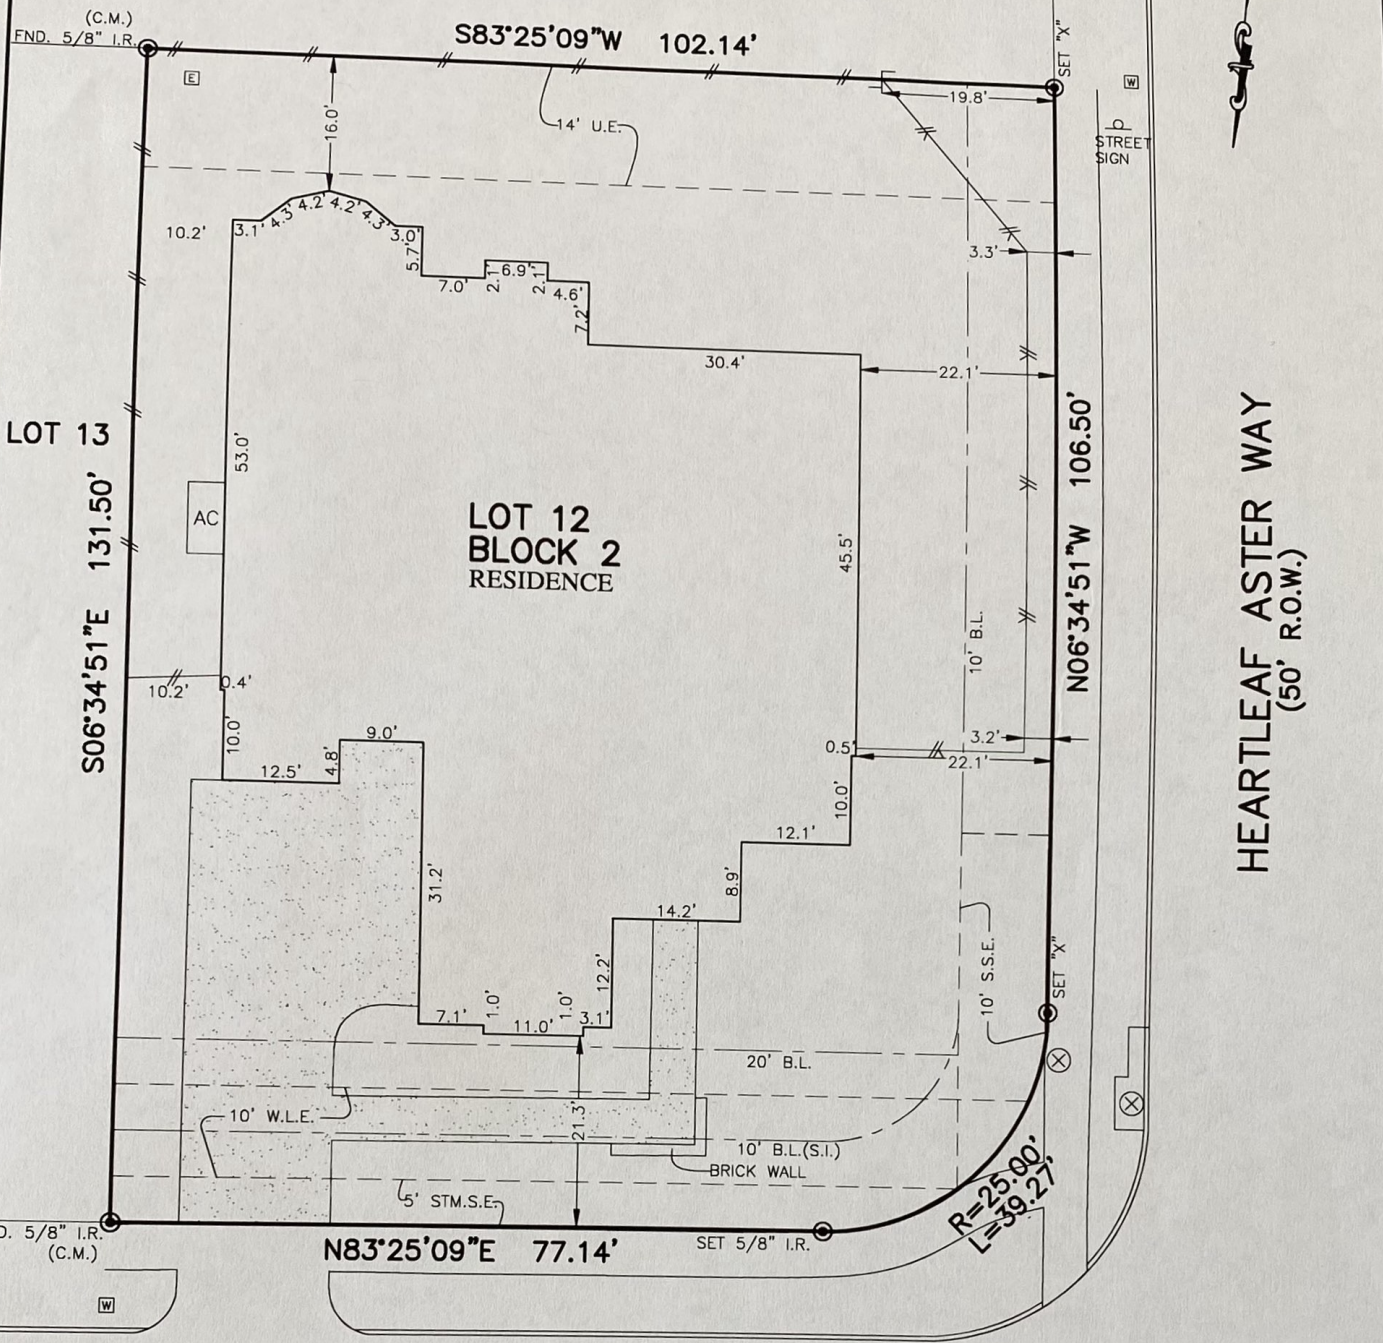 (C.M.)
FND. 5/8" I.R.
S83°25'09"W 102.14'
SET "X"
E
W
19.8'
16.0'
14' U.E.
STREET
SIGN
10.2'
3.1'
4.3'
4.2'
4.2'
4.3'
3.0'
5.7'
7.0'
2.1'
6.9'
2.1'
4.6'
7.2'
3.3'
30.4'
22.1'
LOT 13
S06°34'51"E 131.50'
53.0'
AC
LOT 12
BLOCK 2
RESIDENCE
45.5'
10' B.L.
N06°34'51"W 106.50'
HEARTLEAF ASTER WAY
(50' R.O.W.)
10.2'
0.4'
10.0'
12.5'
4.8'
9.0'
0.5'
3.2'
22.1'
10.0'
12.1'
31.2'
8.9'
14.2'
12.2'
10' S.S.E.
SET "X"
7.1'
1.0'
11.0'
1.0'
3.1'
20' B.L.
10' W.L.E.
21.3'
10' B.L.(S.I.)
BRICK WALL
5' STM.S.E.
R=25.00'
L=39.27'
D. 5/8" I.R.
(C.M.)
N83°25'09"E 77.14'
SET 5/8" I.R.
W